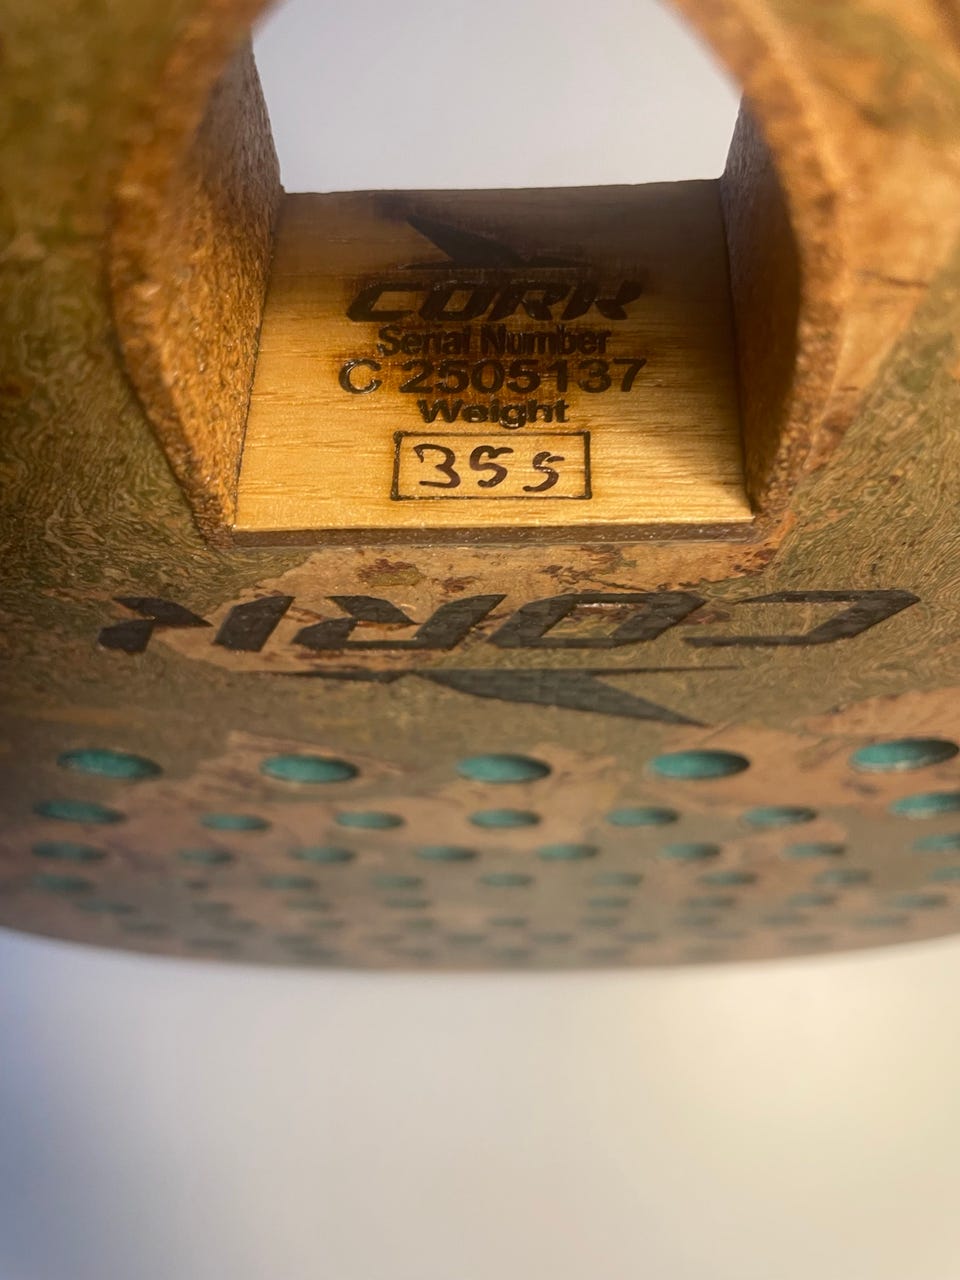 CORK
Serial Number
C 2505137
Weight
355
CORK